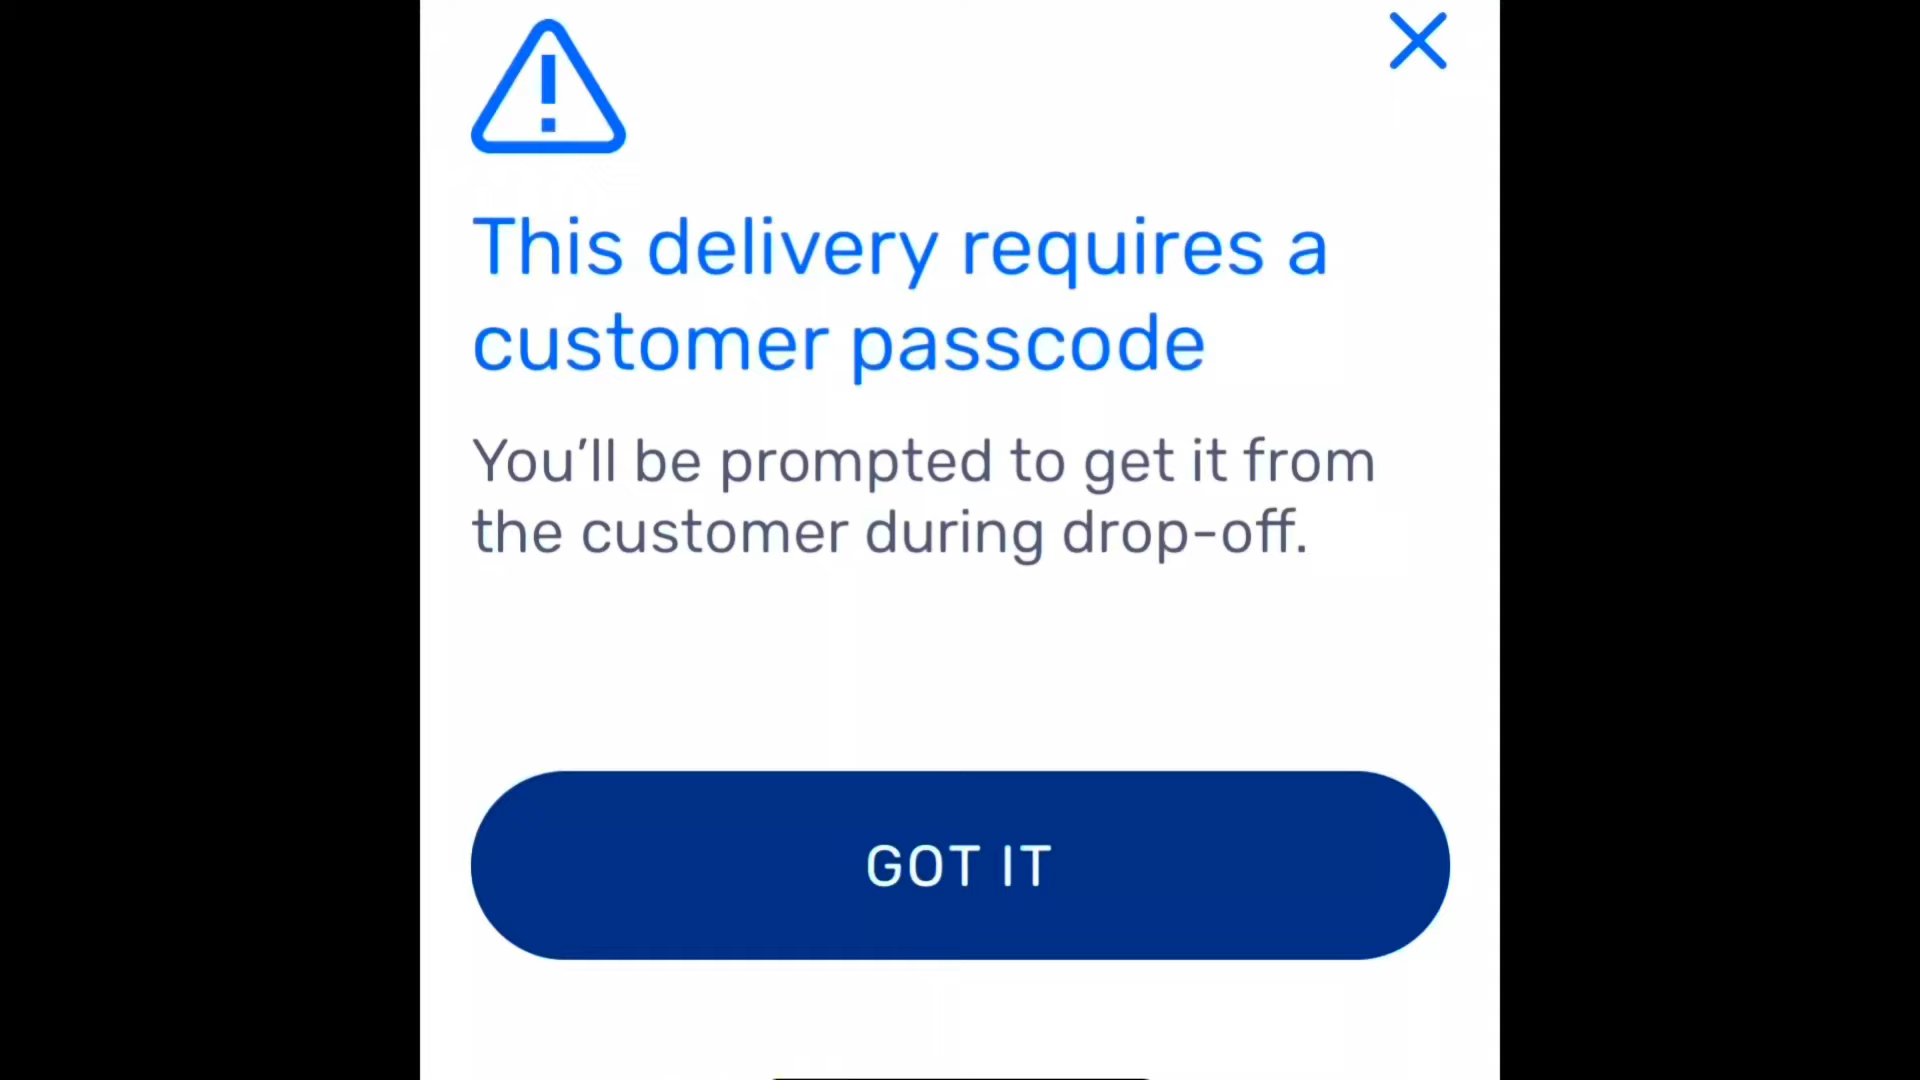 This delivery requires a
customer passcode
You’ll be prompted to get it from
the customer during drop-off.
GOT IT